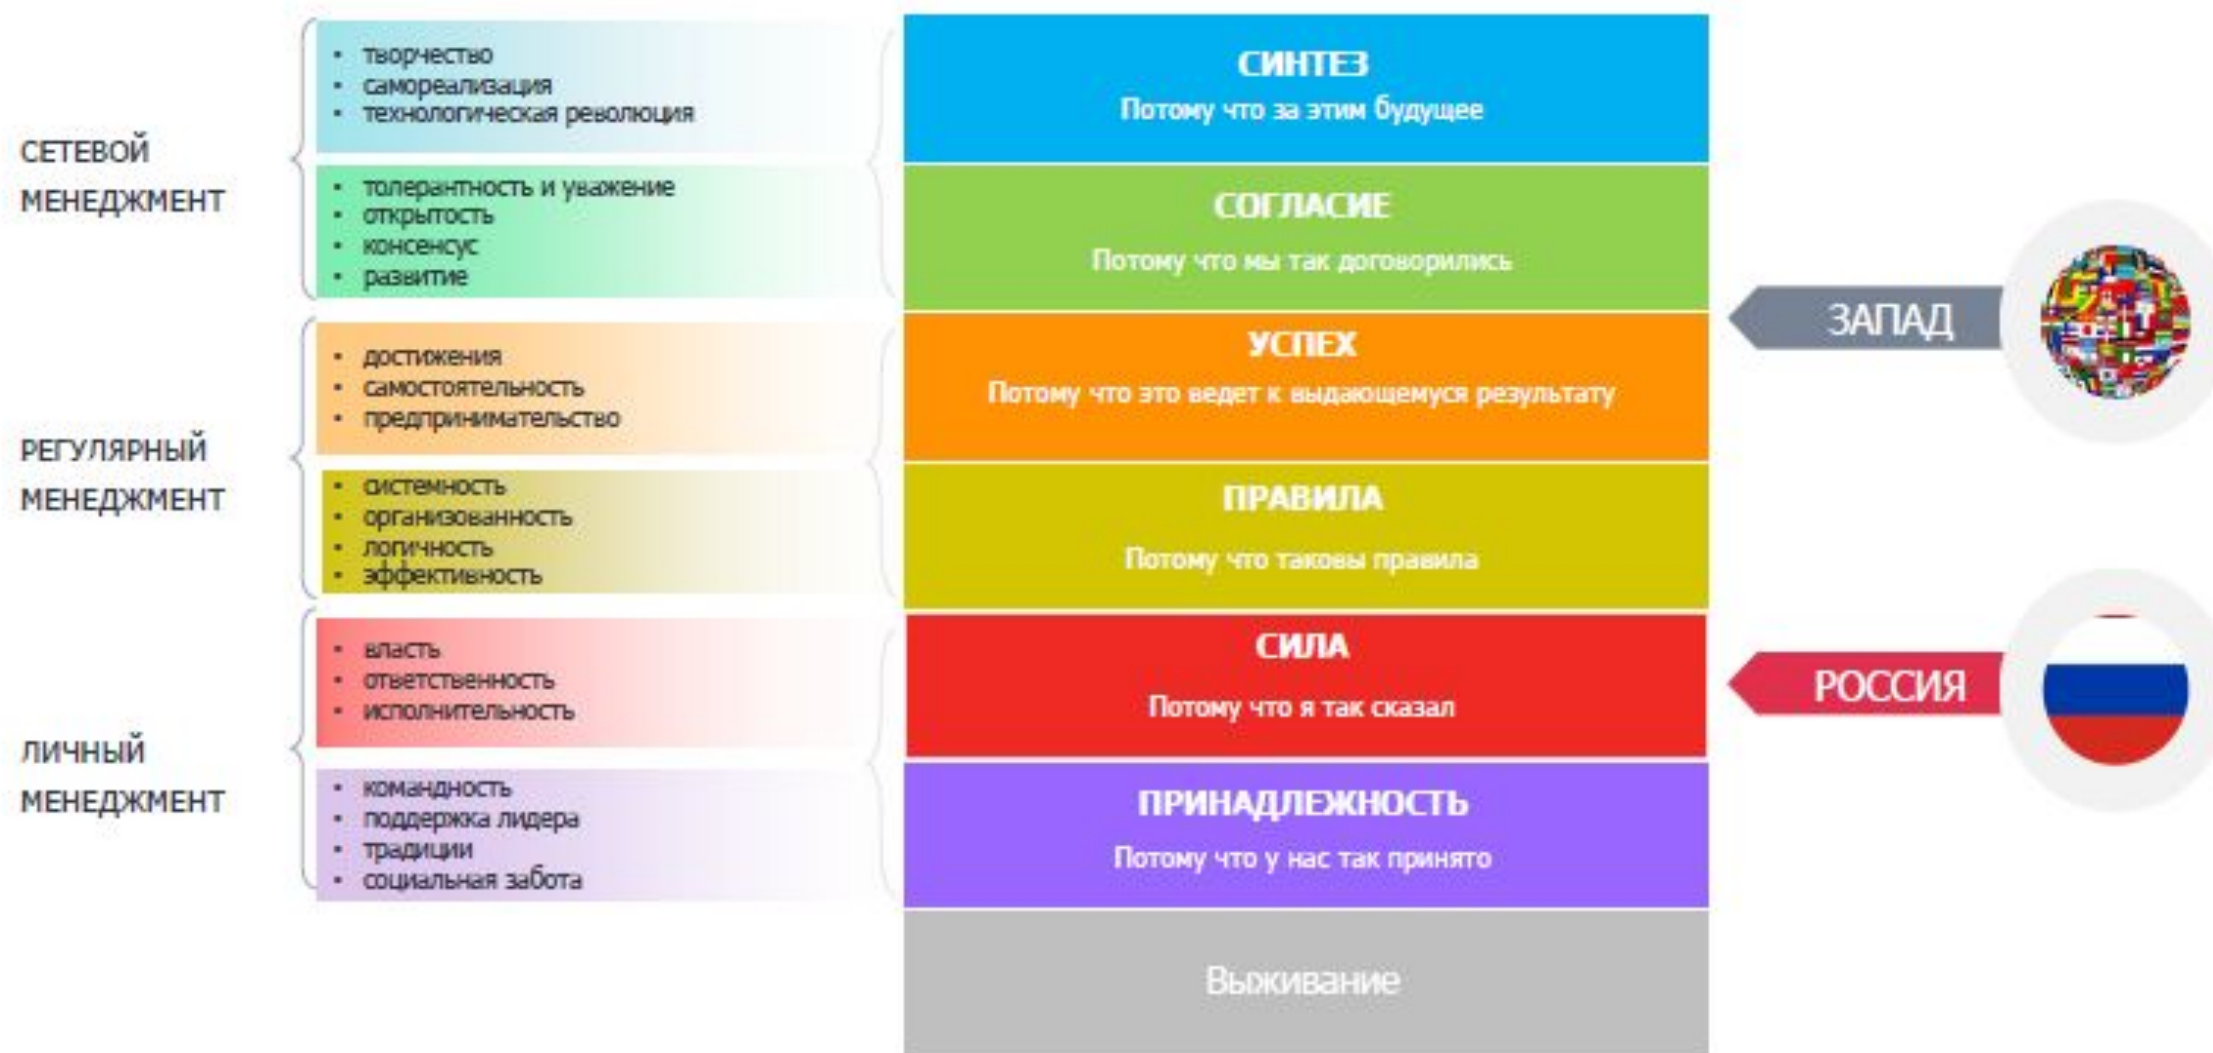 СЕТЕВОЙ
МЕНЕДЖМЕНТ
• творчество
• самореализация
• технологическая революция
СИНТЕЗ
Потому что за этим будущее
• толерантность и уважение
• открытость
• консенсус
• развитие
СОГЛАСИЕ
Потому что мы так договорились
ЗАПАД
РЕГУЛЯРНЫЙ
МЕНЕДЖМЕНТ
• достижения
• самостоятельность
• предпринимательство
УСПЕХ
Потому что это ведет к выдающемуся результату
• системность
• организованность
• логичность
• эффективность
ПРАВИЛА
Потому что таковы правила
ЛИЧНЫЙ
МЕНЕДЖМЕНТ
• власть
• ответственность
• исполнительность
СИЛА
Потому что я так сказал
РОССИЯ
• командность
• поддержка лидера
• традиции
• социальная забота
ПРИНАДЛЕЖНОСТЬ
Потому что у нас так принято
Выживание